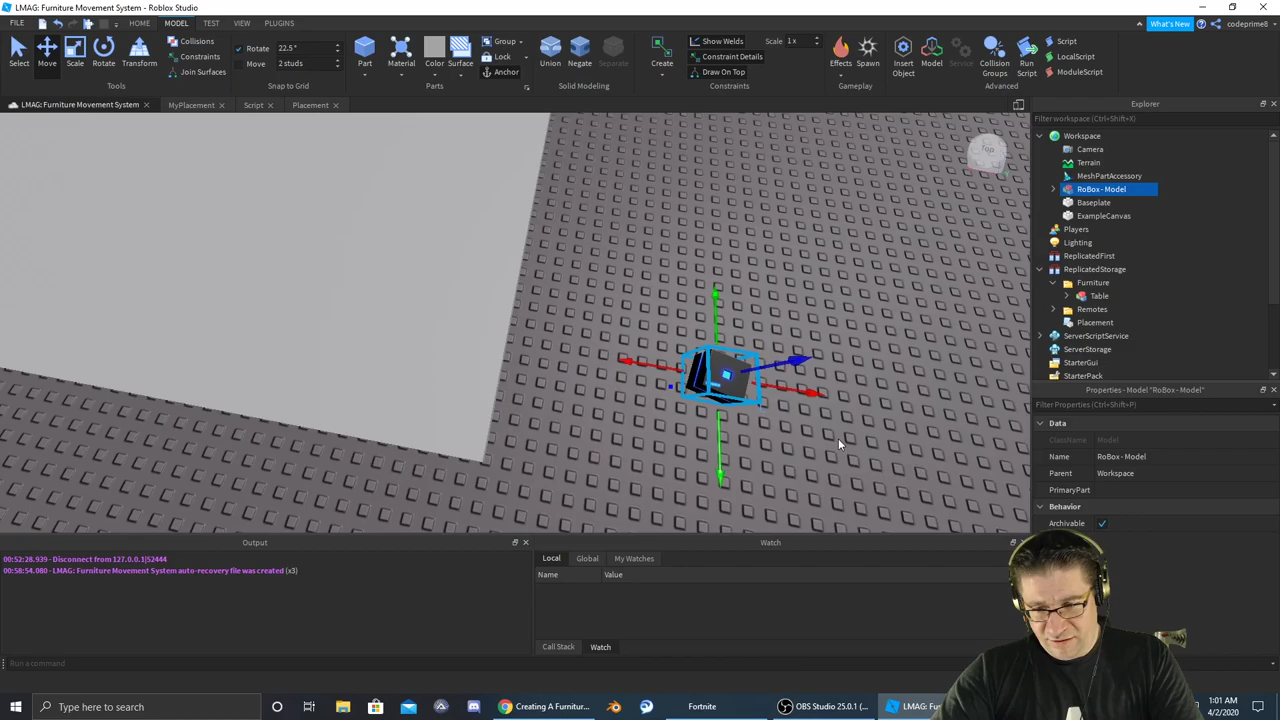 LMAG: Furniture Movement System - Roblox Studio
FILE HOME MODEL TEST VIEW PLUGINS What's New codeprime8
Select Move Scale Rotate Transform
Collisions
Constraints
Join Surfaces
Tools
Rotate 22.5°
Move 2 studs
Snap to Grid
Part Material Color Surface
Group
Lock
Anchor
Parts
Union Negate Separate
Solid Modeling
Create
Show Welds
Constraint Details
Draw On Top
Scale 1 x
Constraints
Effects Spawn
Gameplay
Insert Object
Model
Service
Collision Groups
Run Script
Script
LocalScript
ModuleScript
Advanced
LMAG: Furniture Movement System MyPlacement Script Placement
Top
Explorer
Filter workspace (Ctrl+Shift+X)
Workspace
Camera
Terrain
MeshPartAccessory
RoBox - Model
Baseplate
ExampleCanvas
Players
Lighting
ReplicatedFirst
ReplicatedStorage
Furniture
Table
Remotes
Placement
ServerScriptService
ServerStorage
StarterGui
StarterPack
Properties - Model "RoBox - Model"
Filter Properties (Ctrl+Shift+P)
Data
ClassName Model
Name RoBox - Model
Parent Workspace
PrimaryPart
Behavior
Archivable
Output
00:52:28.939 - Disconnect from 127.0.0.1|52444
00:58:54.080 - LMAG: Furniture Movement System auto-recovery file was created (x3)
Watch
Local Global My Watches
Name Value
Call Stack Watch
Run a command
Type here to search
Creating A Furnitur...
Fortnite
OBS Studio 25.0.1 (...
LMAG: Fu
1:01 AM
4/2/2020